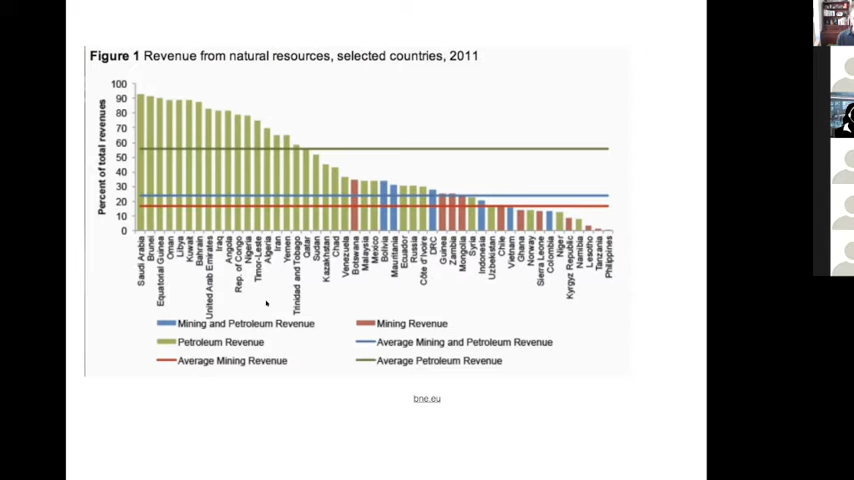 Figure 1 Revenue from natural resources, selected countries, 2011
Percent of total revenues
100
90
80
70
60
50
40
30
20
10
0
Saudi Arabia
Brunei
Equatorial Guinea
Oman
Libya
Kuwait
Bahrain
United Arab Emirates
Iraq
Angola
Rep. of Congo
Nigeria
Timor-Leste
Algeria
Iran
Yemen
Trinidad and Tobago
Qatar
Sudan
Kazakhstan
Chad
Venezuela
Botswana
Malaysia
Mexico
Bolivia
Mauritania
Ecuador
Russia
Côte d'Ivoire
DRC
Guinea
Zambia
Mongolia
Syria
Indonesia
Uzbekistan
Chile
Vietnam
Ghana
Norway
Sierra Leone
Colombia
Niger
Kyrgyz Republic
Namibia
Lesotho
Tanzania
Philippines
Mining and Petroleum Revenue
Mining Revenue
Petroleum Revenue
Average Mining and Petroleum Revenue
Average Mining Revenue
Average Petroleum Revenue
bne.eu